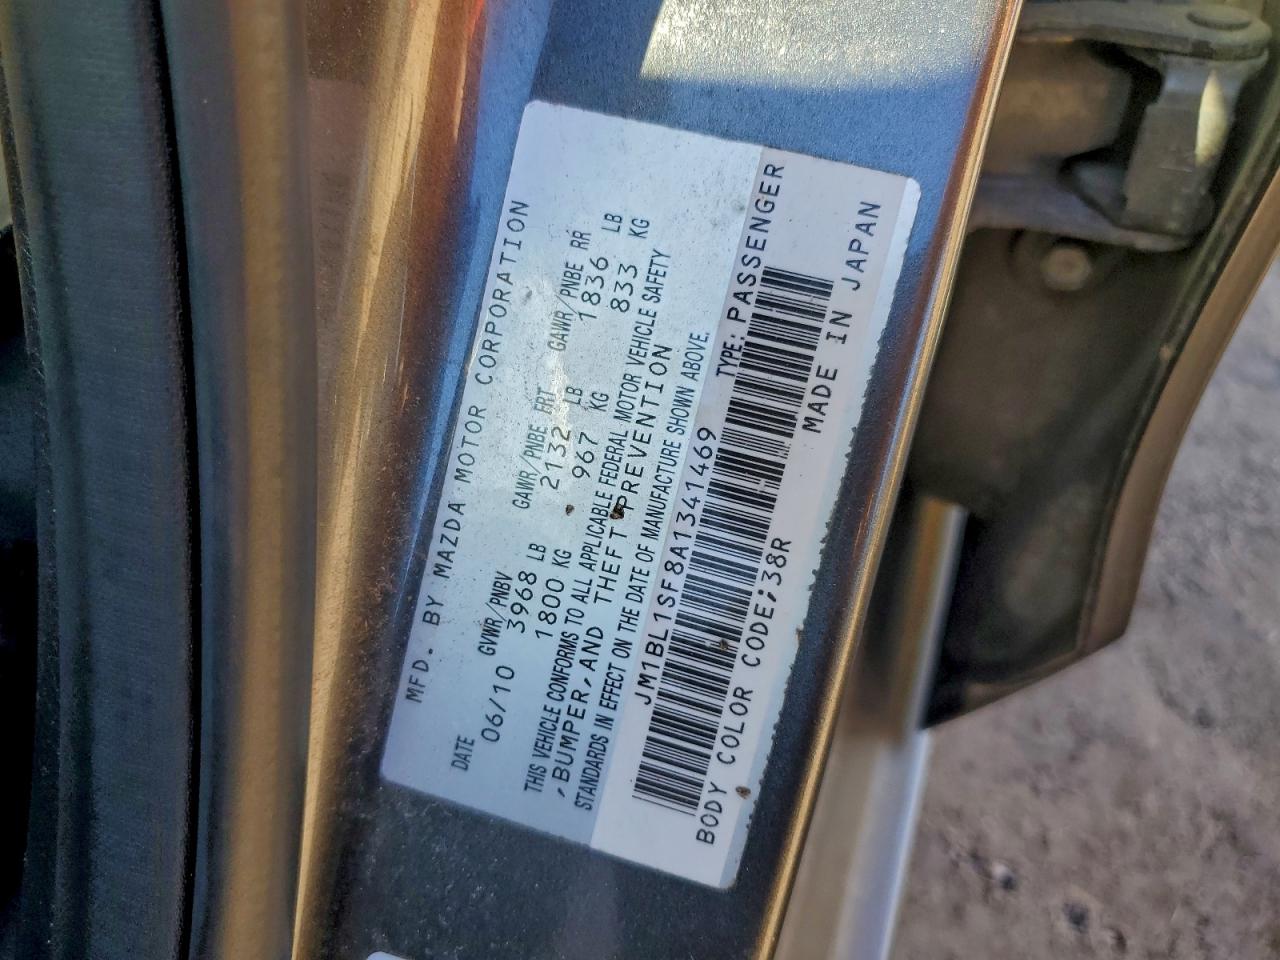 MFD. BY MAZDA MOTOR CORPORATION
DATE GVWR/PNBV GAWR/PNBE FRT GAWR/PNBE RR
06/10 3968 LB 2132 LB 1836 LB
1800 KG 967 KG 833 KG
THIS VEHICLE CONFORMS TO ALL APPLICABLE FEDERAL MOTOR VEHICLE SAFETY
,BUMPER,AND THEFT PREVENTION
STANDARDS IN EFFECT ON THE DATE OF MANUFACTURE SHOWN ABOVE.
JM1BL1SF8A1341469 TYPE: PASSENGER
BODY COLOR CODE;38R MADE IN JAPAN